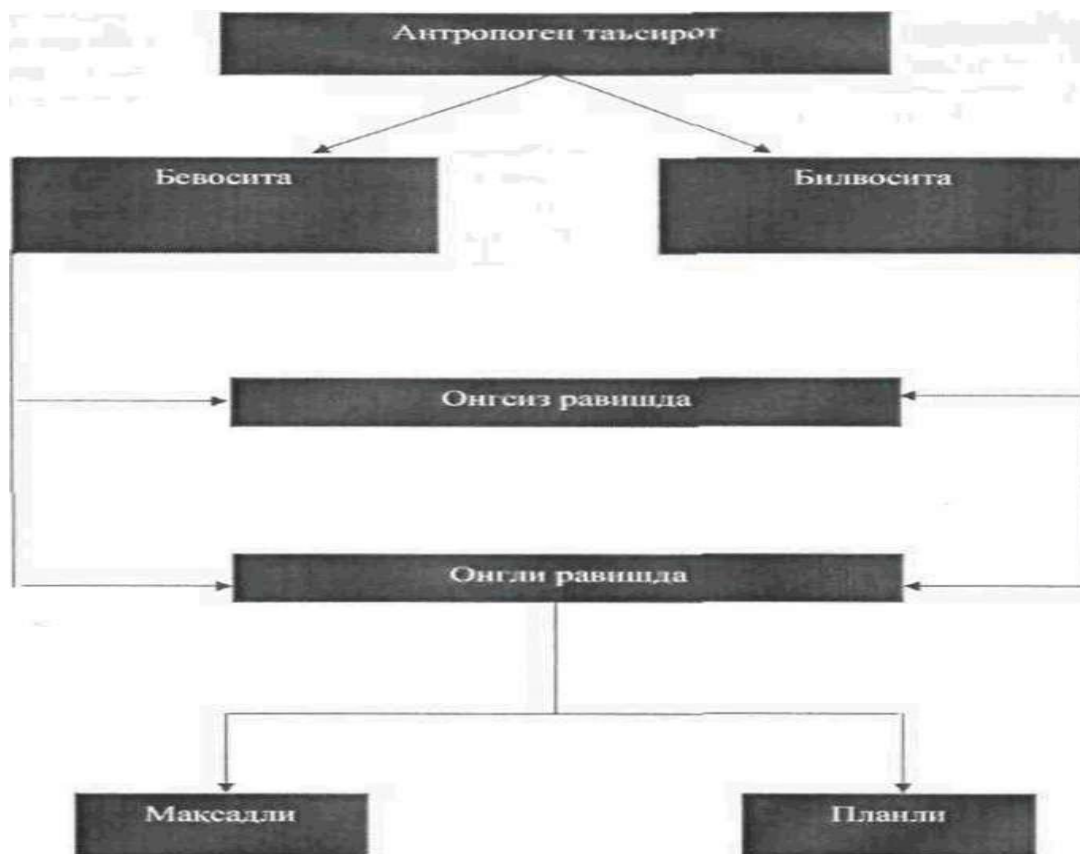 Антропоген таъсирот
Бевосита
Билвосита
Онгсиз равишда
Онгли равишда
Максадли
Планли